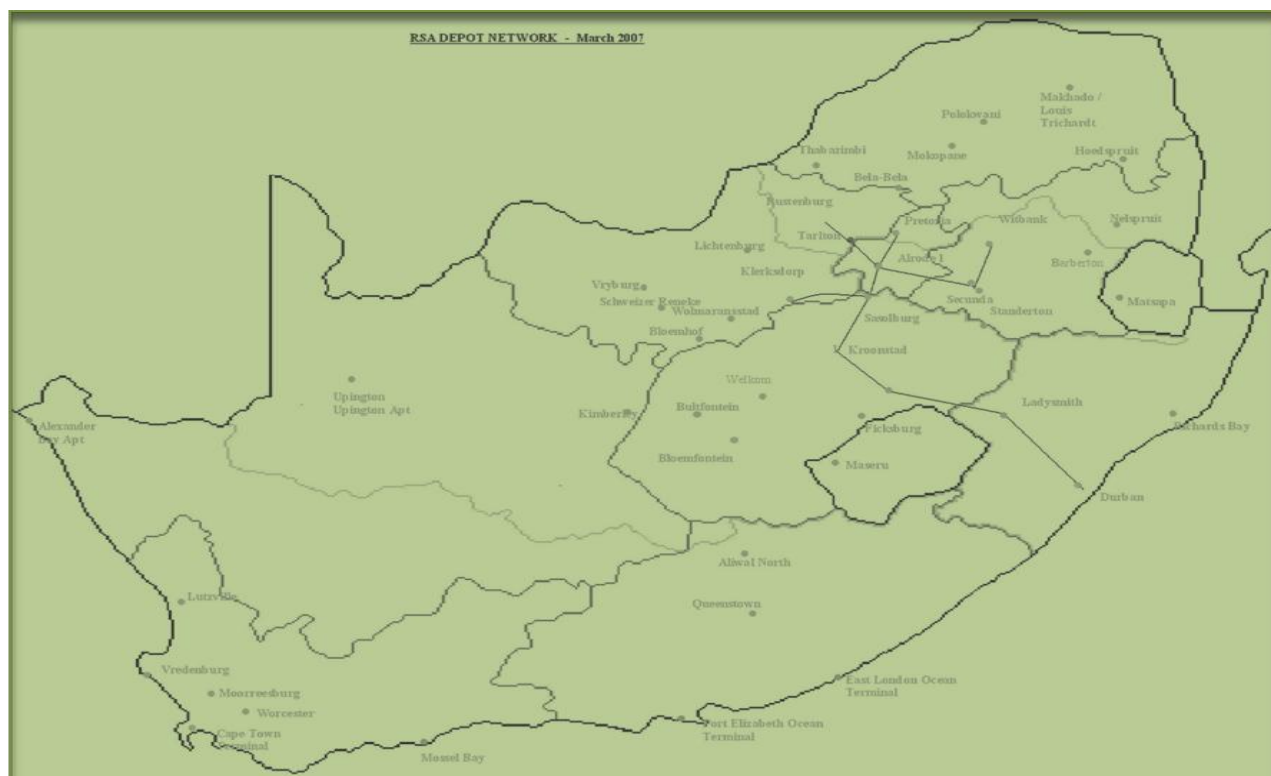 RSA DEPOT NETWORK - March 2007
Makhado /
Louis
Trichardt
Polokwani
Thabarimbi
Mokopane
Hoedspruit
Bela-Bela
Rustenburg
Pretoria
Witbank
Nelspruit
Tarlton
Lichtenburg
Alrode I
Barberton
Klerksdorp
Vryburg
Schweizer Reneke
Secunda
Matsapa
Wolmaransstad
Sasolburg
Standerton
Bloemhof
Kroonstad
Welkom
Upington
Upington Apt
Kimberley
Bultfontein
Ladysmith
Alexander
Bay Apt
Ficksburg
Richards Bay
Bloemfontein
Maseru
Durban
Aliwal North
Lutzville
Queenstown
Vredenburg
East London Ocean
Terminal
Moorreesburg
Worcester
Port Elizabeth Ocean
Terminal
Cape Town
Terminal
Mossel Bay